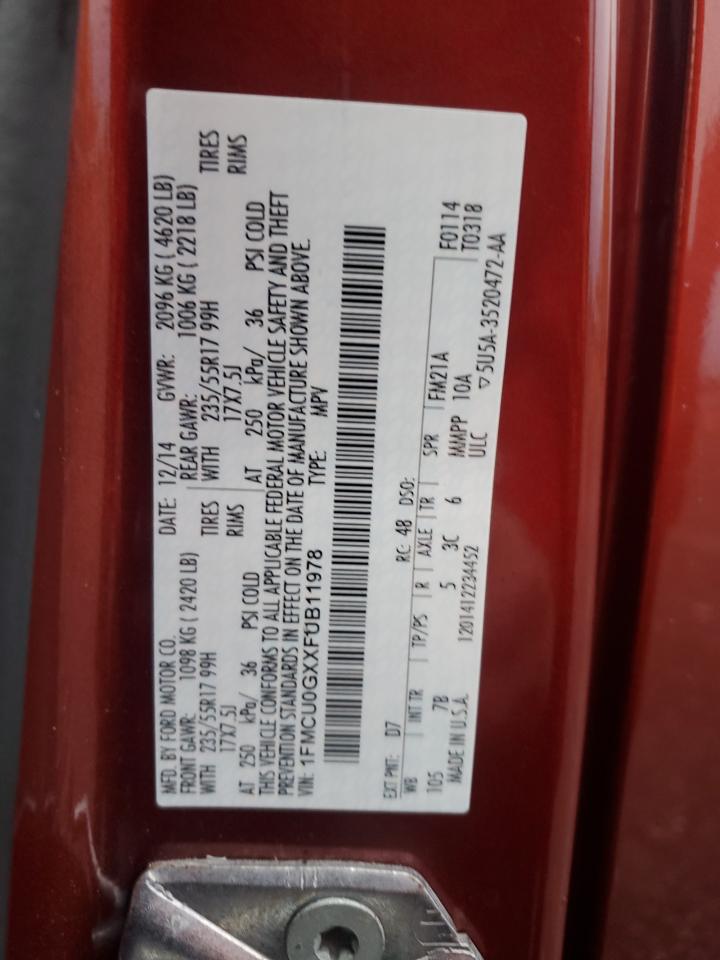 MFD. BY FORD MOTOR CO. DATE: 12/14 GVWR: 2096 KG ( 4620 LB)
FRONT GAWR: 1098 KG ( 2420 LB) REAR GAWR: 1006 KG ( 2218 LB)
WITH 235/55R17 99H TIRES WITH 235/55R17 99H TIRES
17X7.5J RIMS 17X7.5J RIMS
AT 250 kPa/ 36 PSI COLD AT 250 kPa/ 36 PSI COLD
THIS VEHICLE CONFORMS TO ALL APPLICABLE FEDERAL MOTOR VEHICLE SAFETY AND THEFT
PREVENTION STANDARDS IN EFFECT ON THE DATE OF MANUFACTURE SHOWN ABOVE.
VIN: 1FMCU0GXXFUB11978 TYPE: MPV
EXT PNT: D7 RC: 48 DSO:
WB INT TR TP/PS R AXLE TR SPR FM21A F0114
105 7B 5 3C 6 MMPP 10A T0318
MADE IN U.S.A. 1201412234452 ULC ▽5U5A-3520472-AA